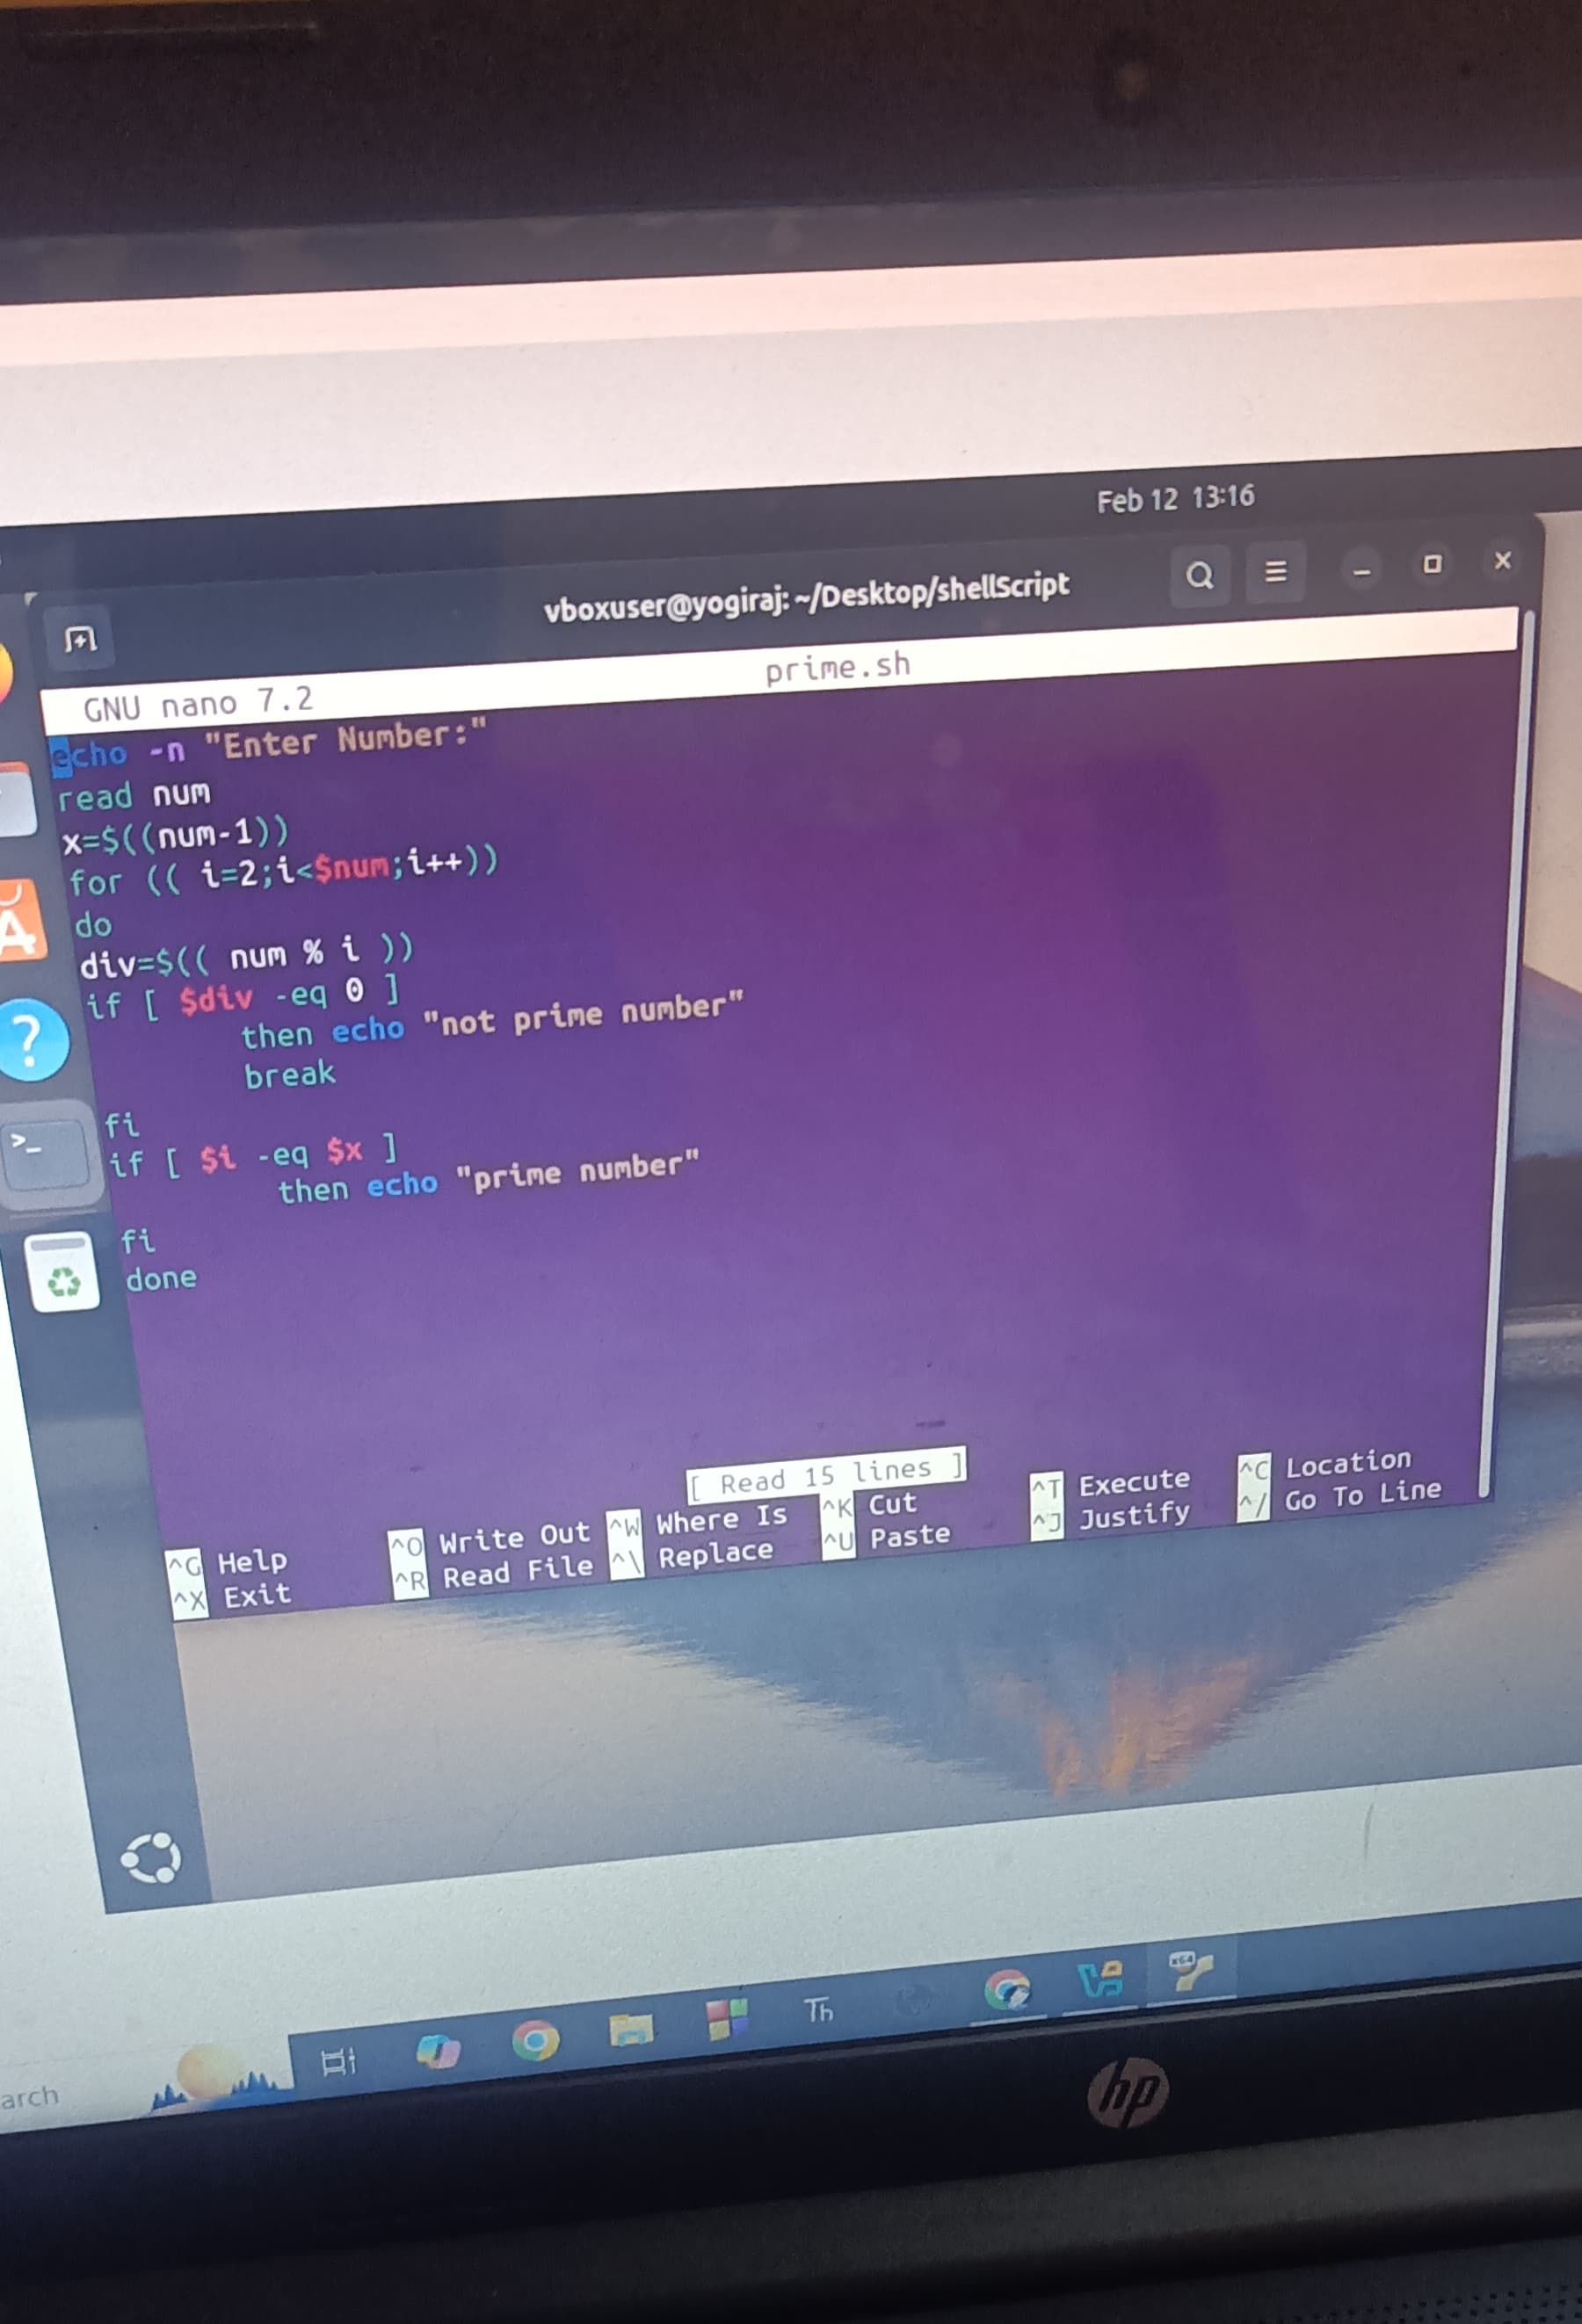 Feb 12 13:16
vboxuser@yogiraj: ~/Desktop/shellScript
GNU nano 7.2 prime.sh
echo -n "Enter Number:"
read num
x=$((num-1))
for (( i=2;i<$num;i++))
do
div=$(( num % i ))
if [ $div -eq 0 ]
then echo "not prime number"
break
fi
if [ $i -eq $x ]
then echo "prime number"
fi
done
[ Read 15 lines ]
^G Help ^O Write Out ^W Where Is ^K Cut ^T Execute ^C Location
^X Exit ^R Read File ^\ Replace ^U Paste ^J Justify ^/ Go To Line
arch
Th
x64
hp